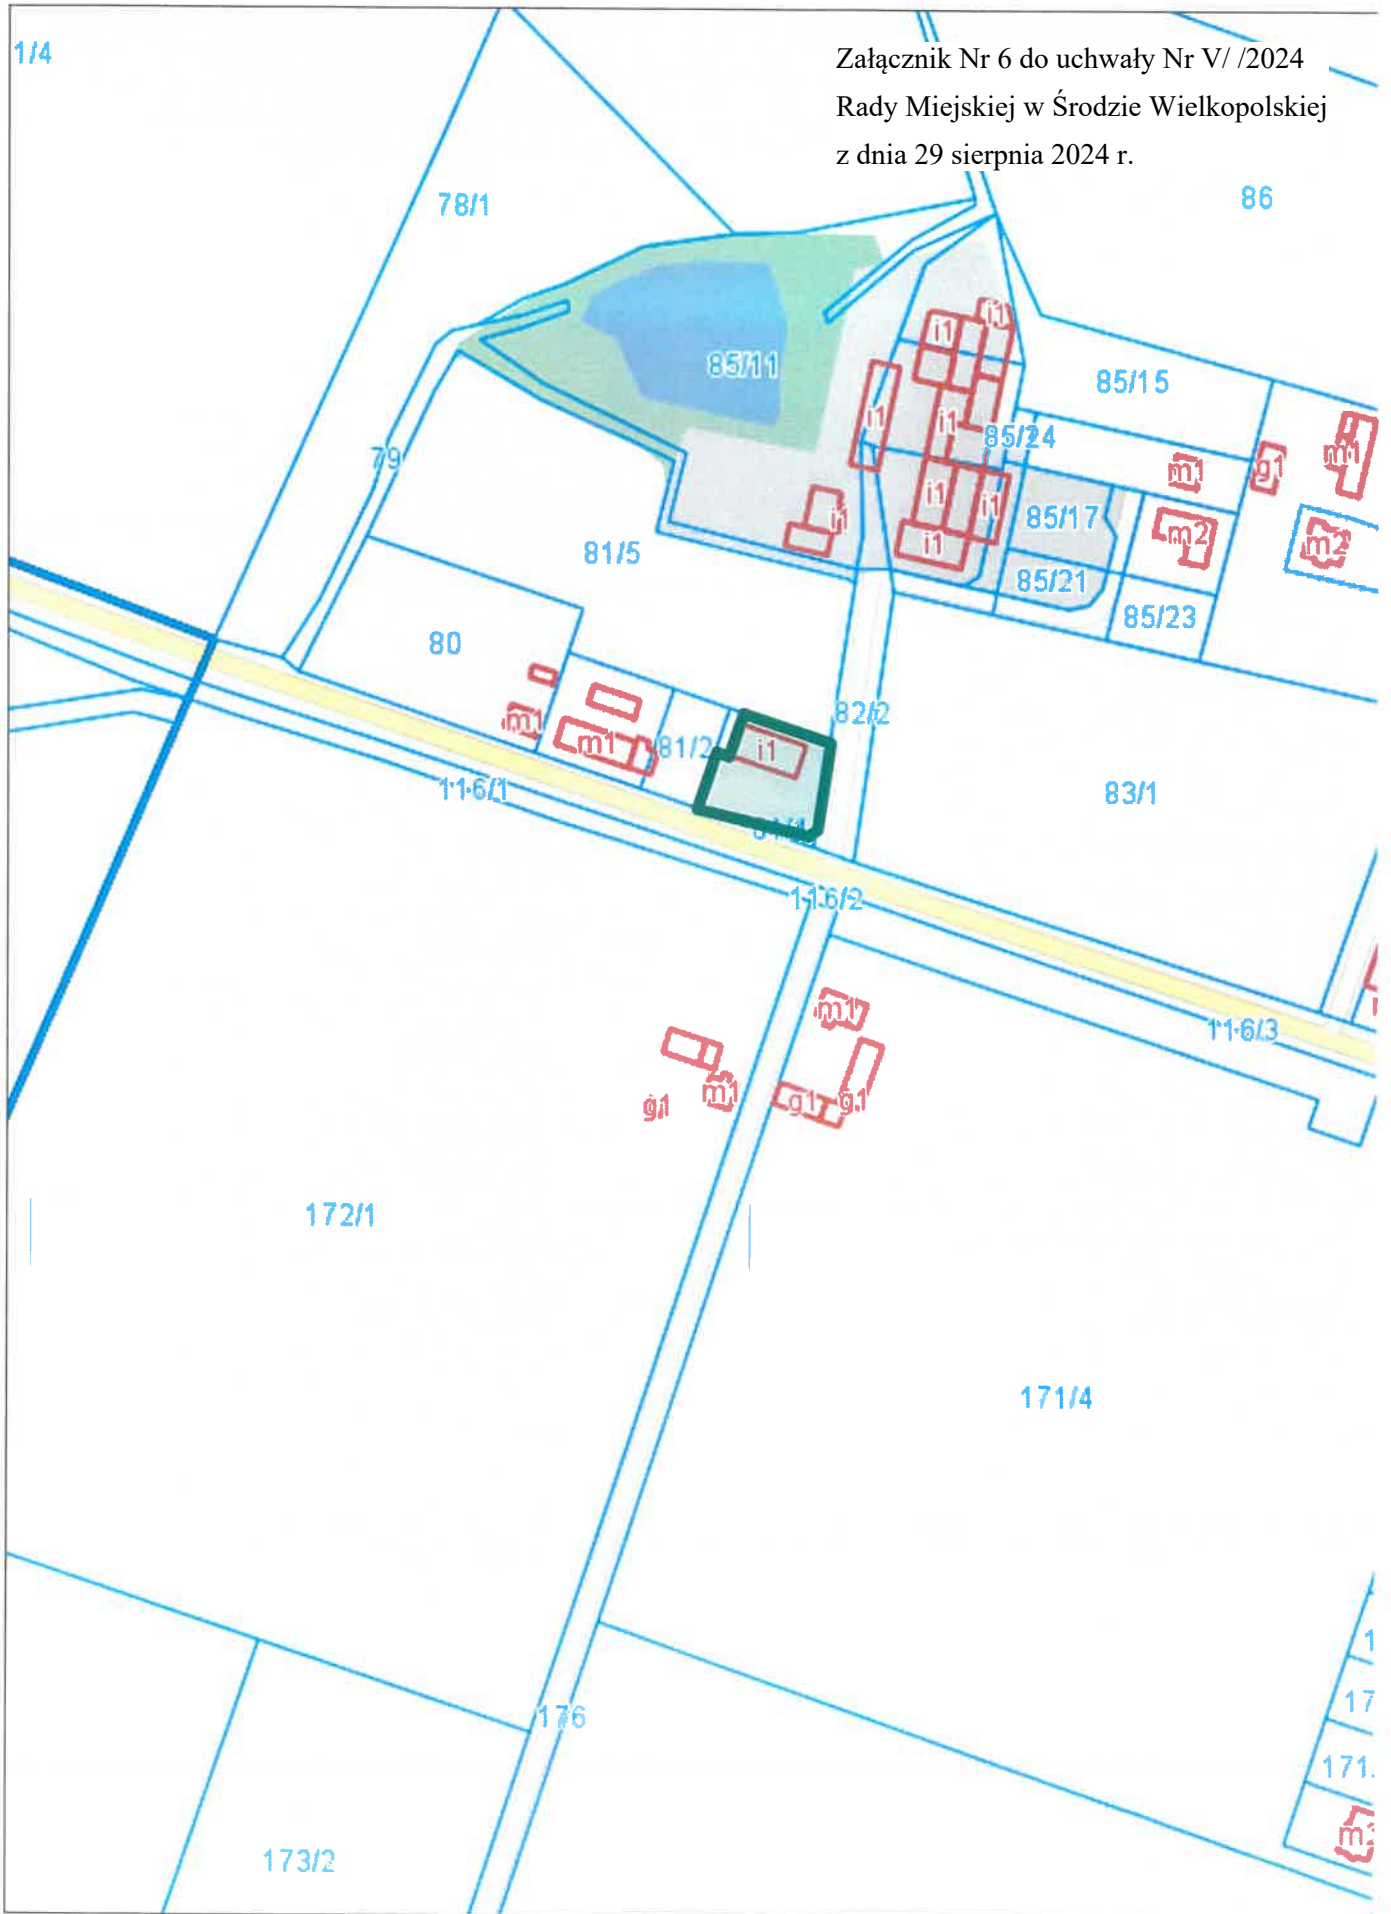 1/4
Załącznik Nr 6 do uchwały Nr V/ /2024
Rady Miejskiej w Środzie Wielkopolskiej
z dnia 29 sierpnia 2024 r.
78/1
86
i1
i1
85/11
85/15
i1
i1
85/24
m1
g1
m1
79
i1
i1
i1
85/17
m2
m2
i1
81/5
85/21
85/23
80
m1
m1
81/2
i1
82/2
116/1
83/1
116/2
m1
116/3
g1
m1
g1
g1
172/1
171/4
1
17
176
171.
173/2